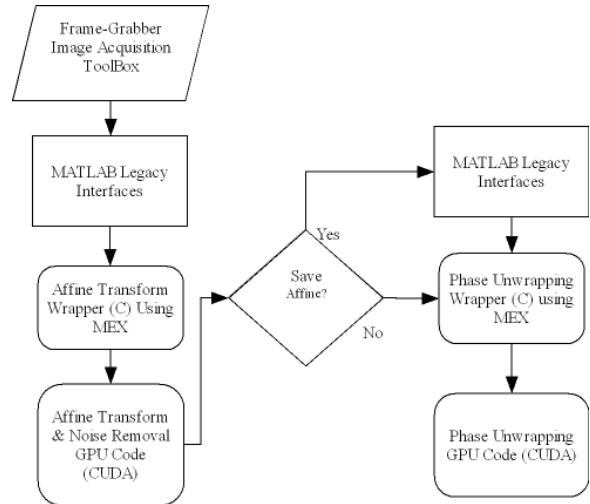 Frame-Grabber
Image Acquisition
ToolBox
MATLAB Legacy
Interfaces
Affine Transform
Wrapper (C) Using
MEX
Affine Transform
& Noise Removal
GPU Code
(CUDA)
Save
Affine?
Yes
No
MATLAB Legacy
Interfaces
Phase Unwrapping
Wrapper (C) using
MEX
Phase Unwrapping
GPU Code (CUDA)